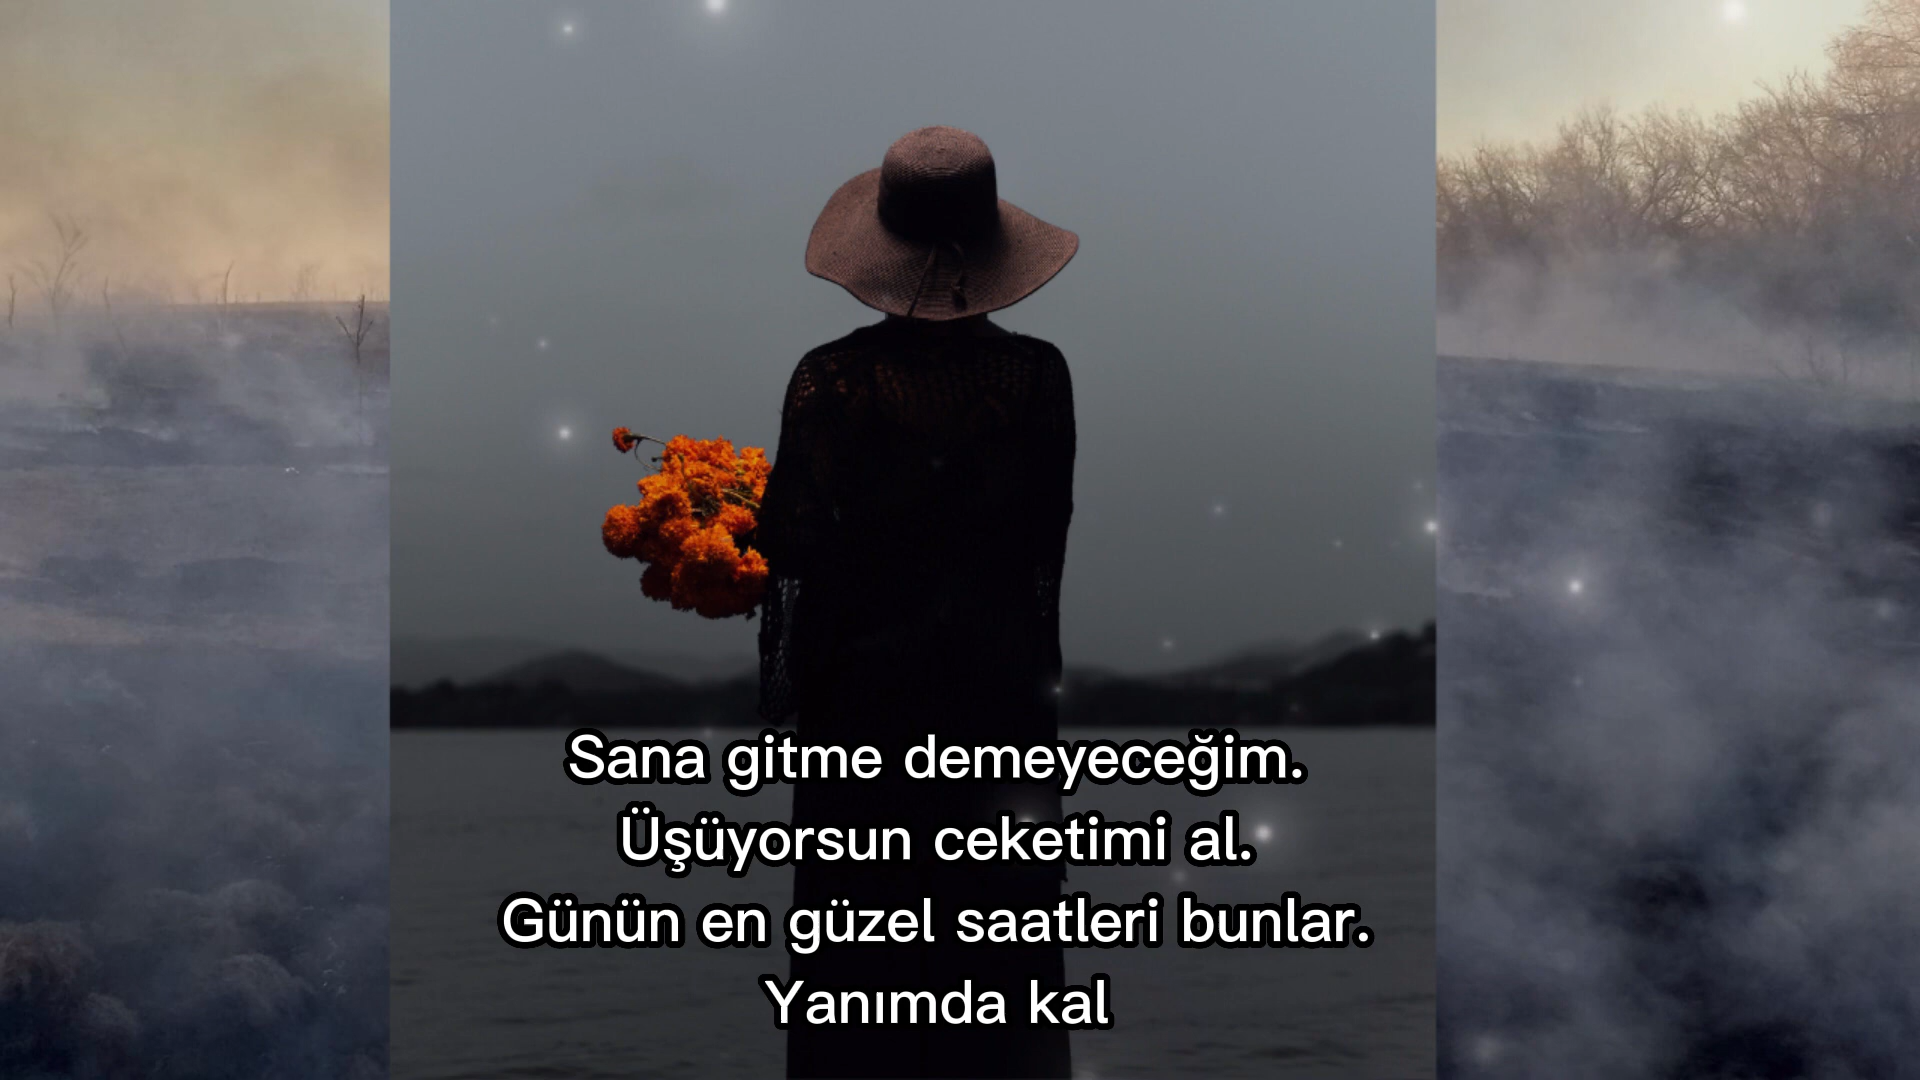 Sana gitme demeyeceğim.
Üşüyorsun ceketimi al.
Günün en güzel saatleri bunlar.
Yanımda kal